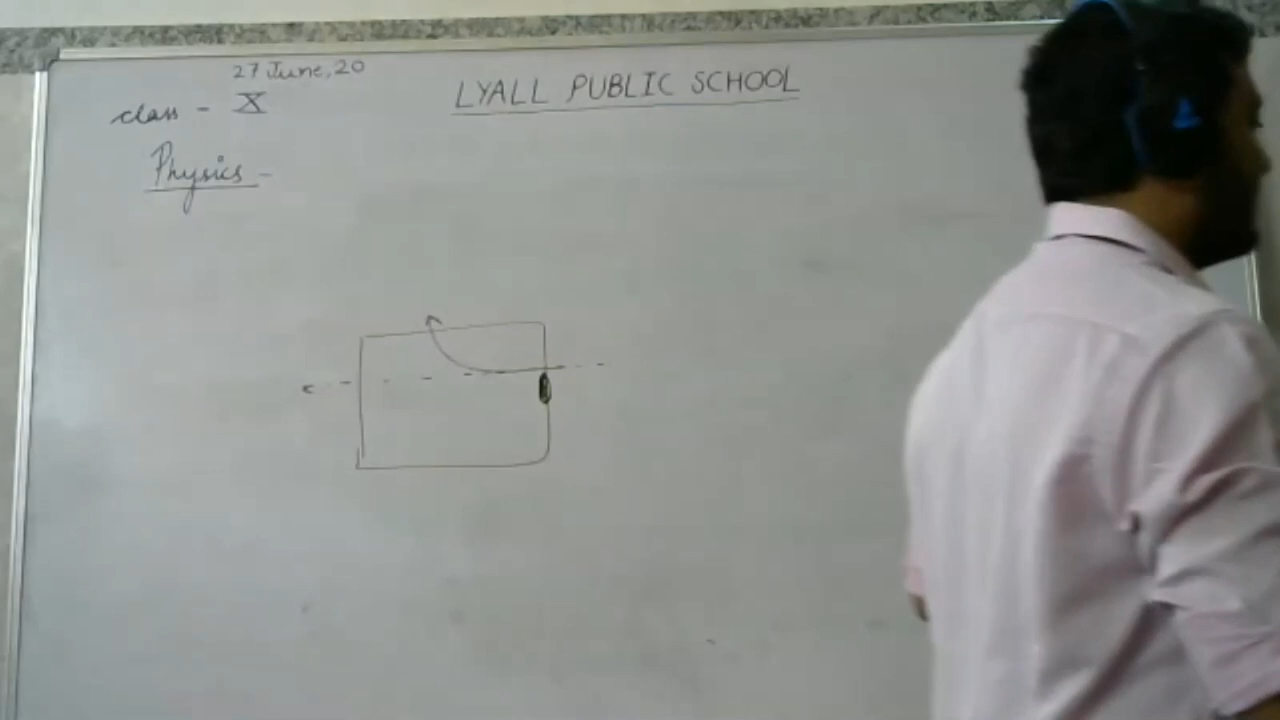 27 June, 20
LYALL PUBLIC SCHOOL
class - X
Physics -